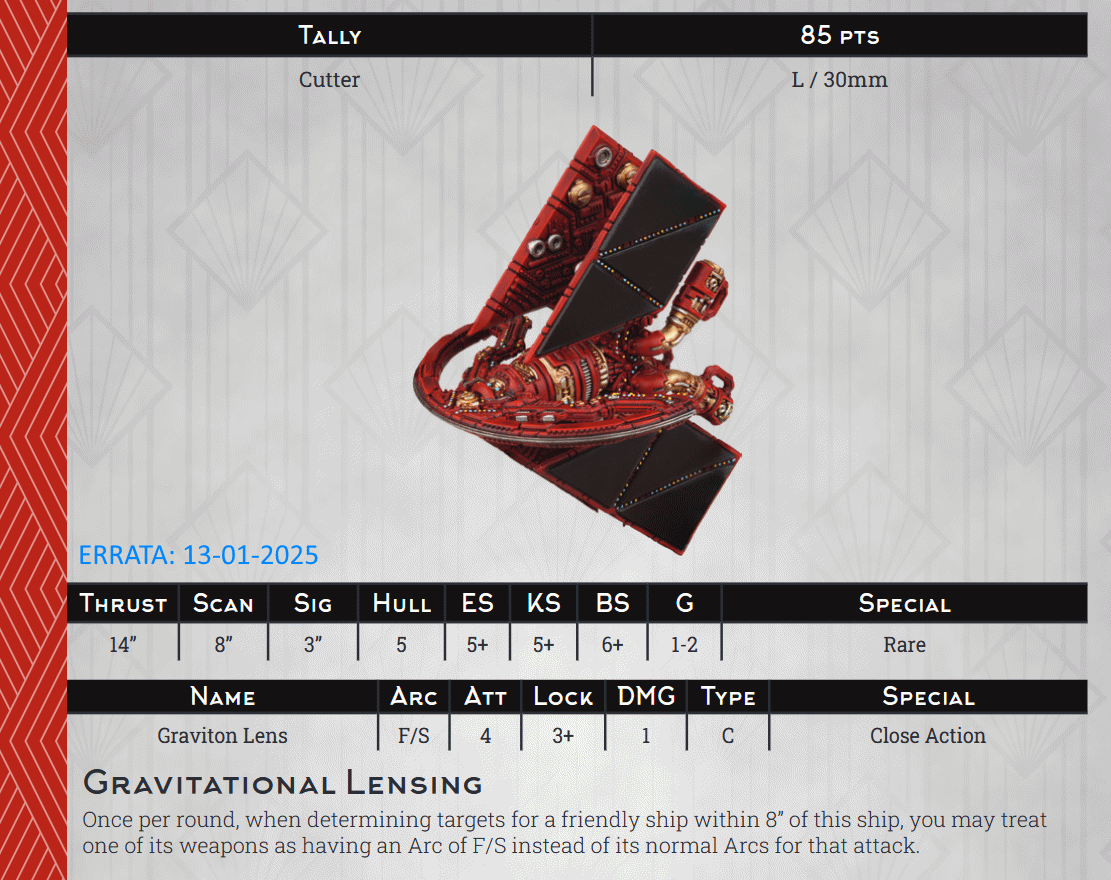 Tally 85 pts
Cutter L / 30mm
ERRATA: 13-01-2025
Thrust Scan Sig Hull ES KS BS G Special
14” 8” 3” 5 5+ 5+ 6+ 1-2 Rare
Name Arc Att Lock DMG Type Special
Graviton Lens F/S 4 3+ 1 C Close Action
Gravitational Lensing
Once per round, when determining targets for a friendly ship within 8” of this ship, you may treat
one of its weapons as having an Arc of F/S instead of its normal Arcs for that attack.